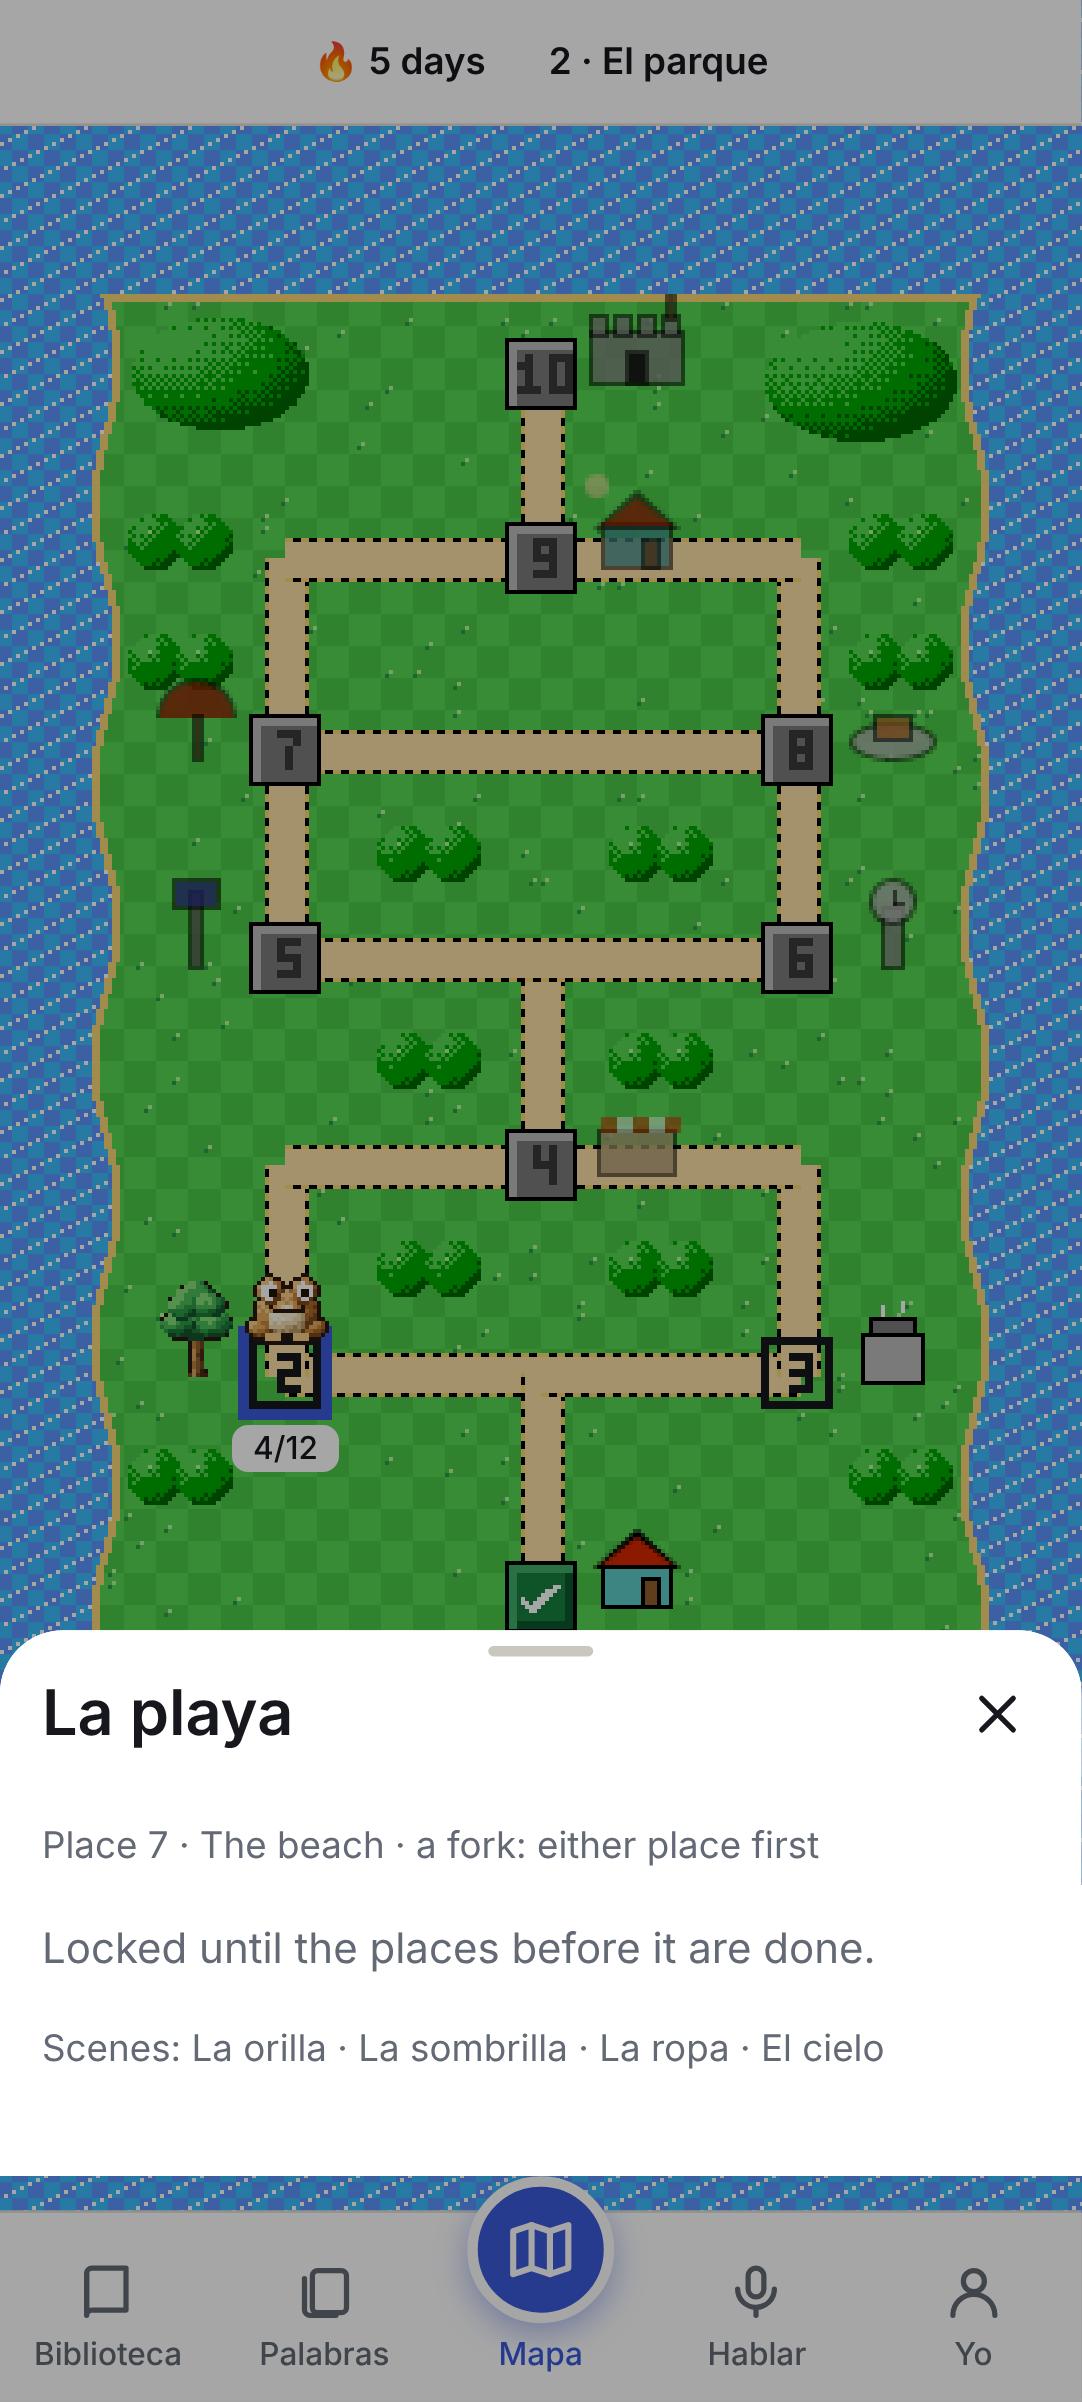 🔥 5 days 2 · El parque
10
9
7 8
5 6
4
2 3
4/12
La playa
Place 7 · The beach · a fork: either place first
Locked until the places before it are done.
Scenes: La orilla · La sombrilla · La ropa · El cielo
Biblioteca Palabras Mapa Hablar Yo